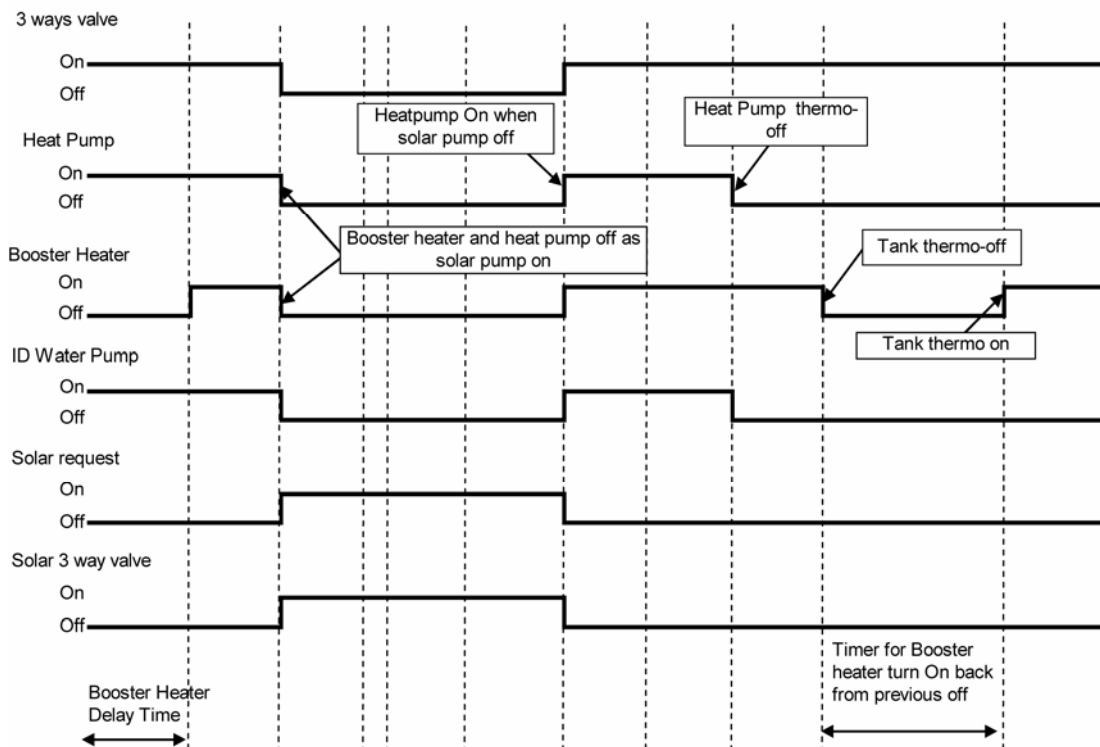 3 ways valve
On
Off
Heatpump On when
solar pump off
Heat Pump thermo-
off
Heat Pump
On
Off
Booster heater and heat pump off as
solar pump on
Booster Heater
On
Off
Tank thermo-off
Tank thermo on
ID Water Pump
On
Off
Solar request
On
Off
Solar 3 way valve
On
Off
Booster Heater
Delay Time
Timer for Booster
heater turn On back
from previous off